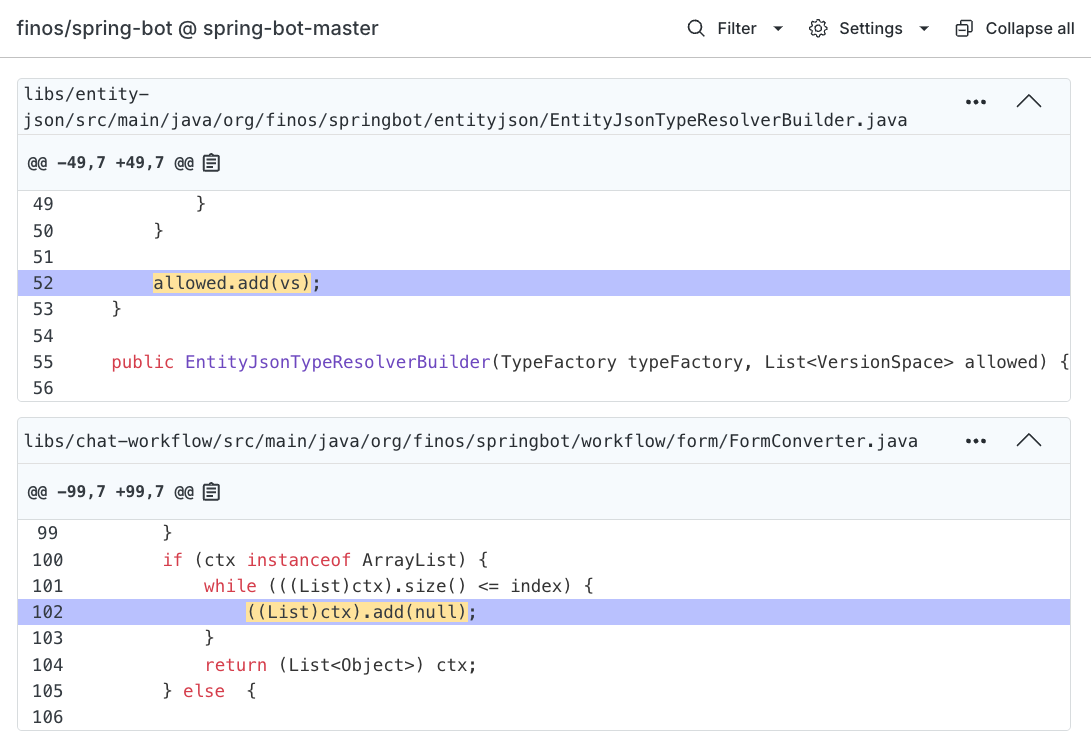 finos/spring-bot @ spring-bot-master Filter Settings Collapse all
libs/entity-
json/src/main/java/org/finos/springbot/entityjson/EntityJsonTypeResolverBuilder.java
@@ -49,7 +49,7 @@
49             }
50         }
51
52         allowed.add(vs);
53     }
54
55     public EntityJsonTypeResolverBuilder(TypeFactory typeFactory, List<VersionSpace> allowed) {
56
libs/chat-workflow/src/main/java/org/finos/springbot/workflow/form/FormConverter.java
@@ -99,7 +99,7 @@
99          }
100         if (ctx instanceof ArrayList) {
101             while (((List)ctx).size() <= index) {
102                 ((List)ctx).add(null);
103             }
104             return (List<Object>) ctx;
105         } else  {
106